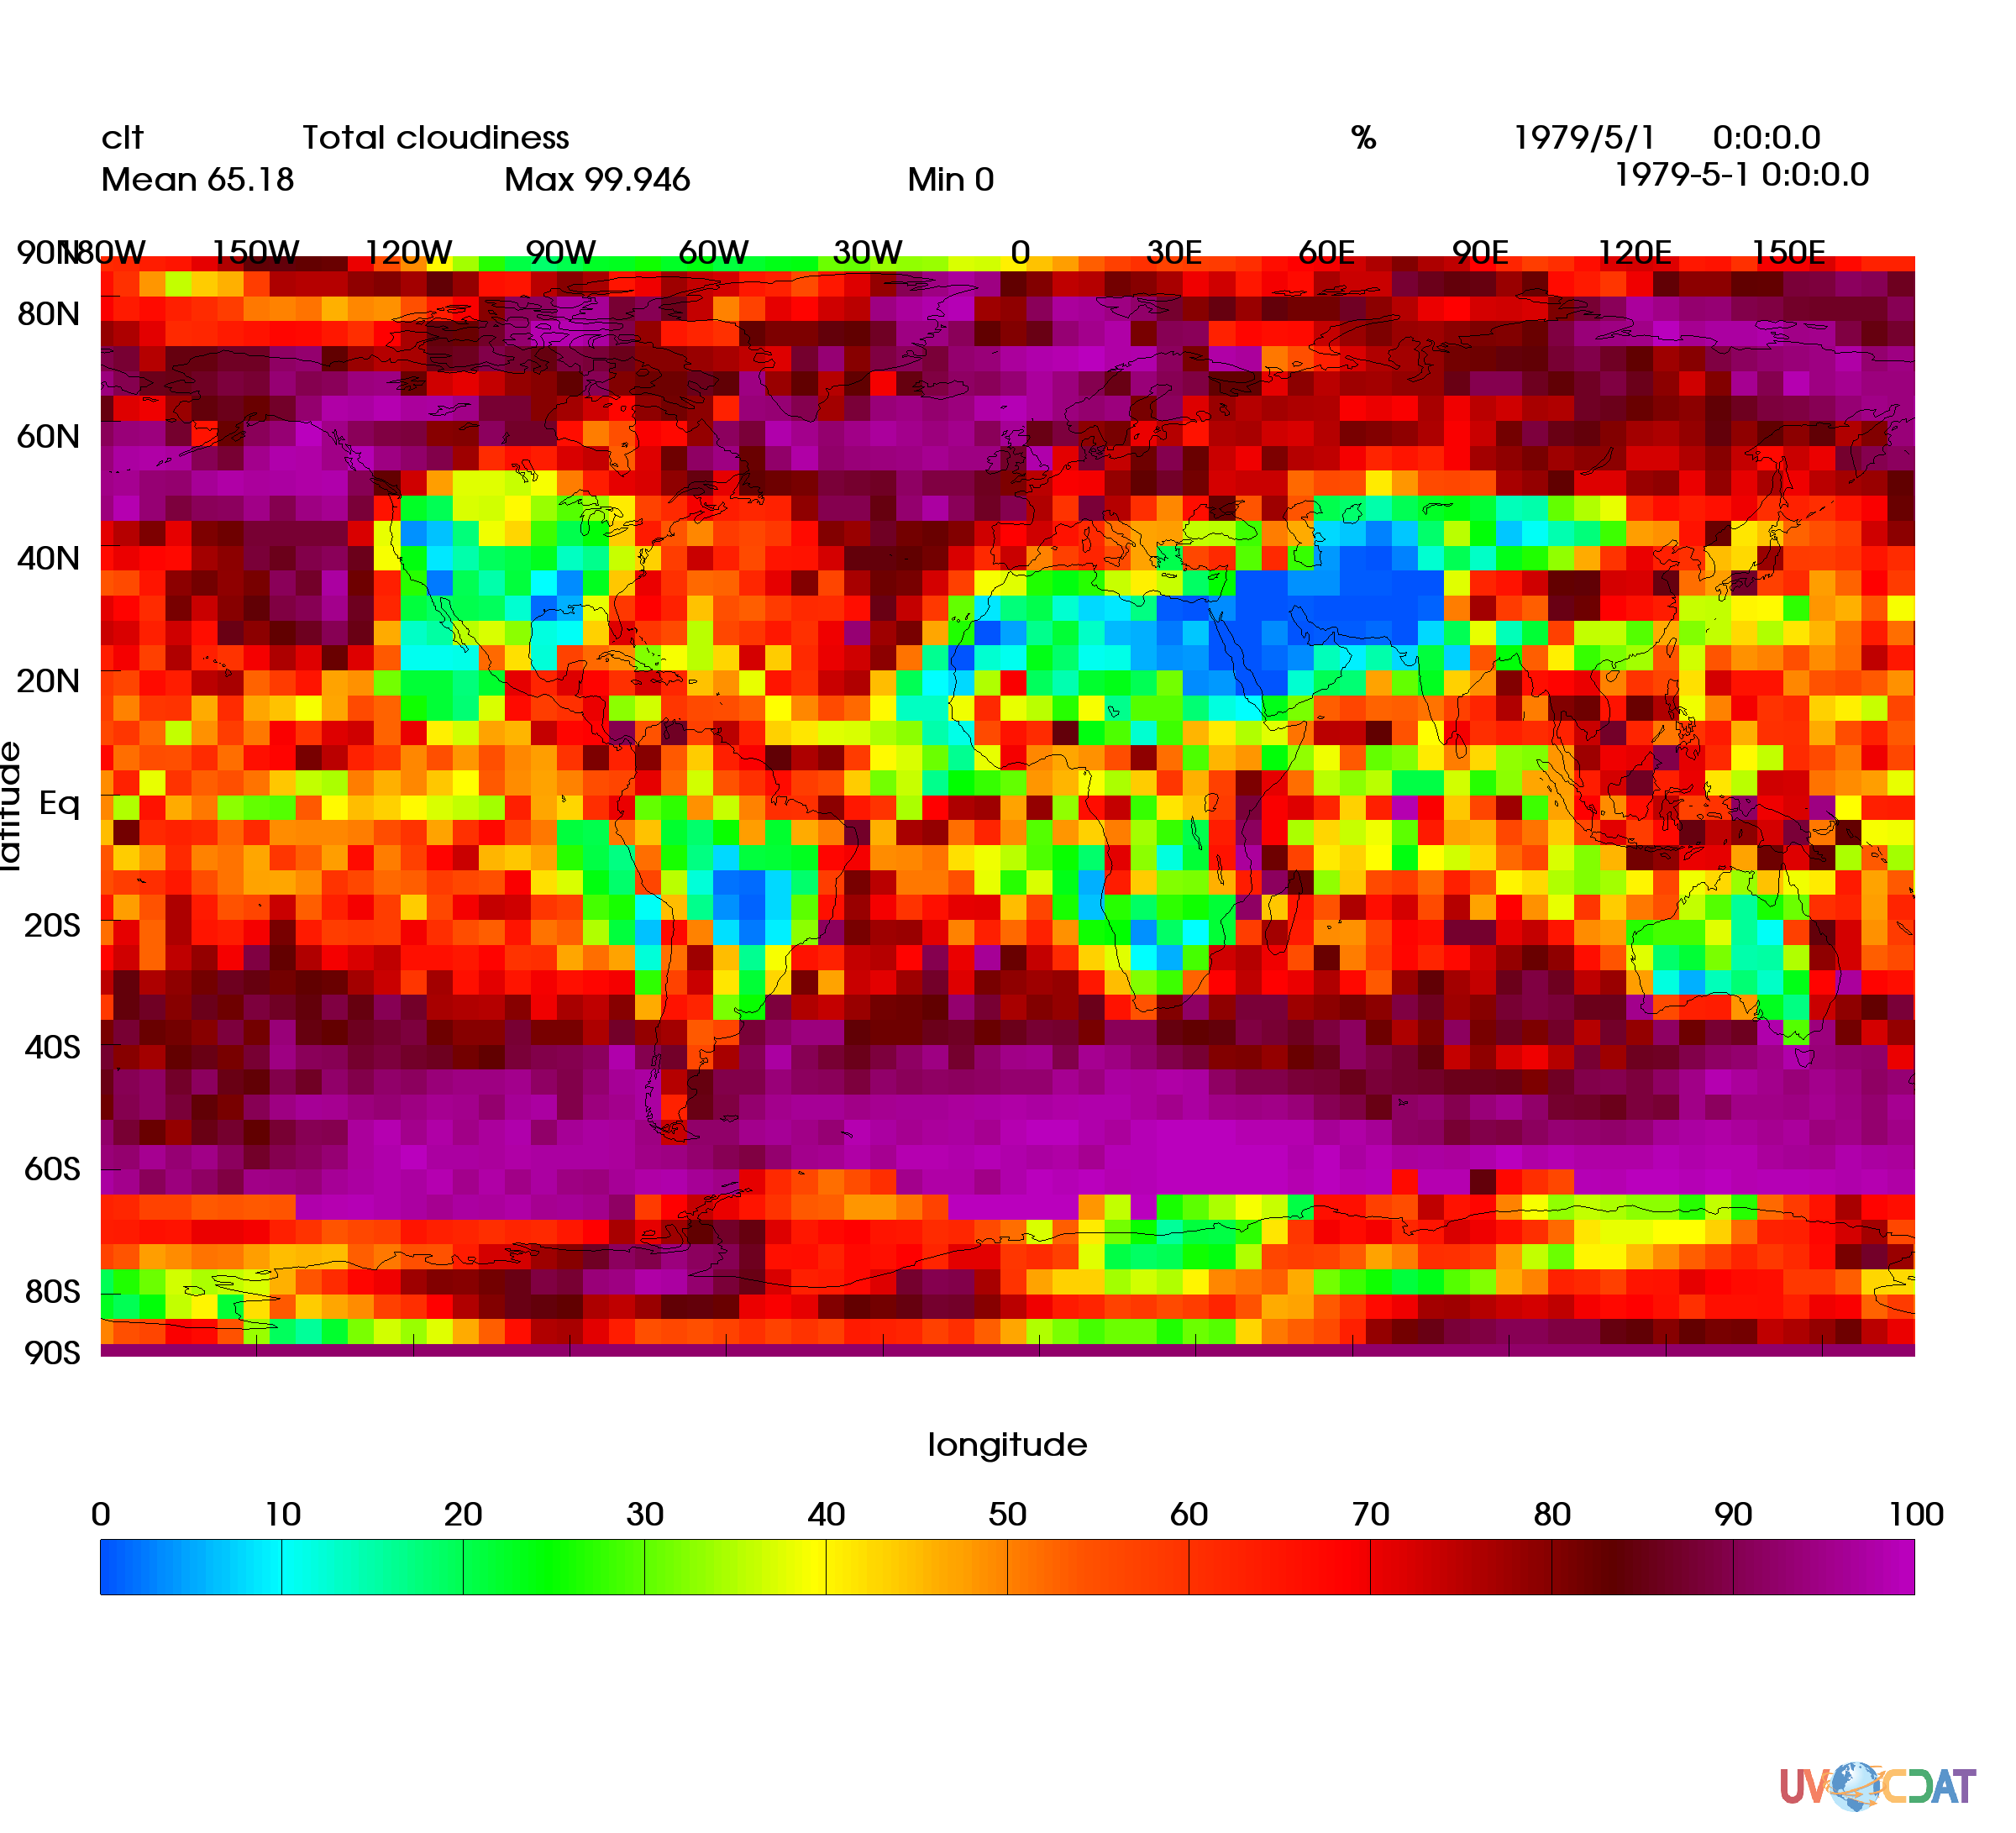 clt Total cloudiness % 1979/5/1 0:0:0.0
Mean 65.18 Max 99.946 Min 0 1979-5-1 0:0:0.0
90N 180W 150W 120W 90W 60W 30W 0 30E 60E 90E 120E 150E
80N
60N
40N
20N
latitude
Eq
20S
40S
60S
80S
90S
longitude
0 10 20 30 40 50 60 70 80 90 100
UV CDAT